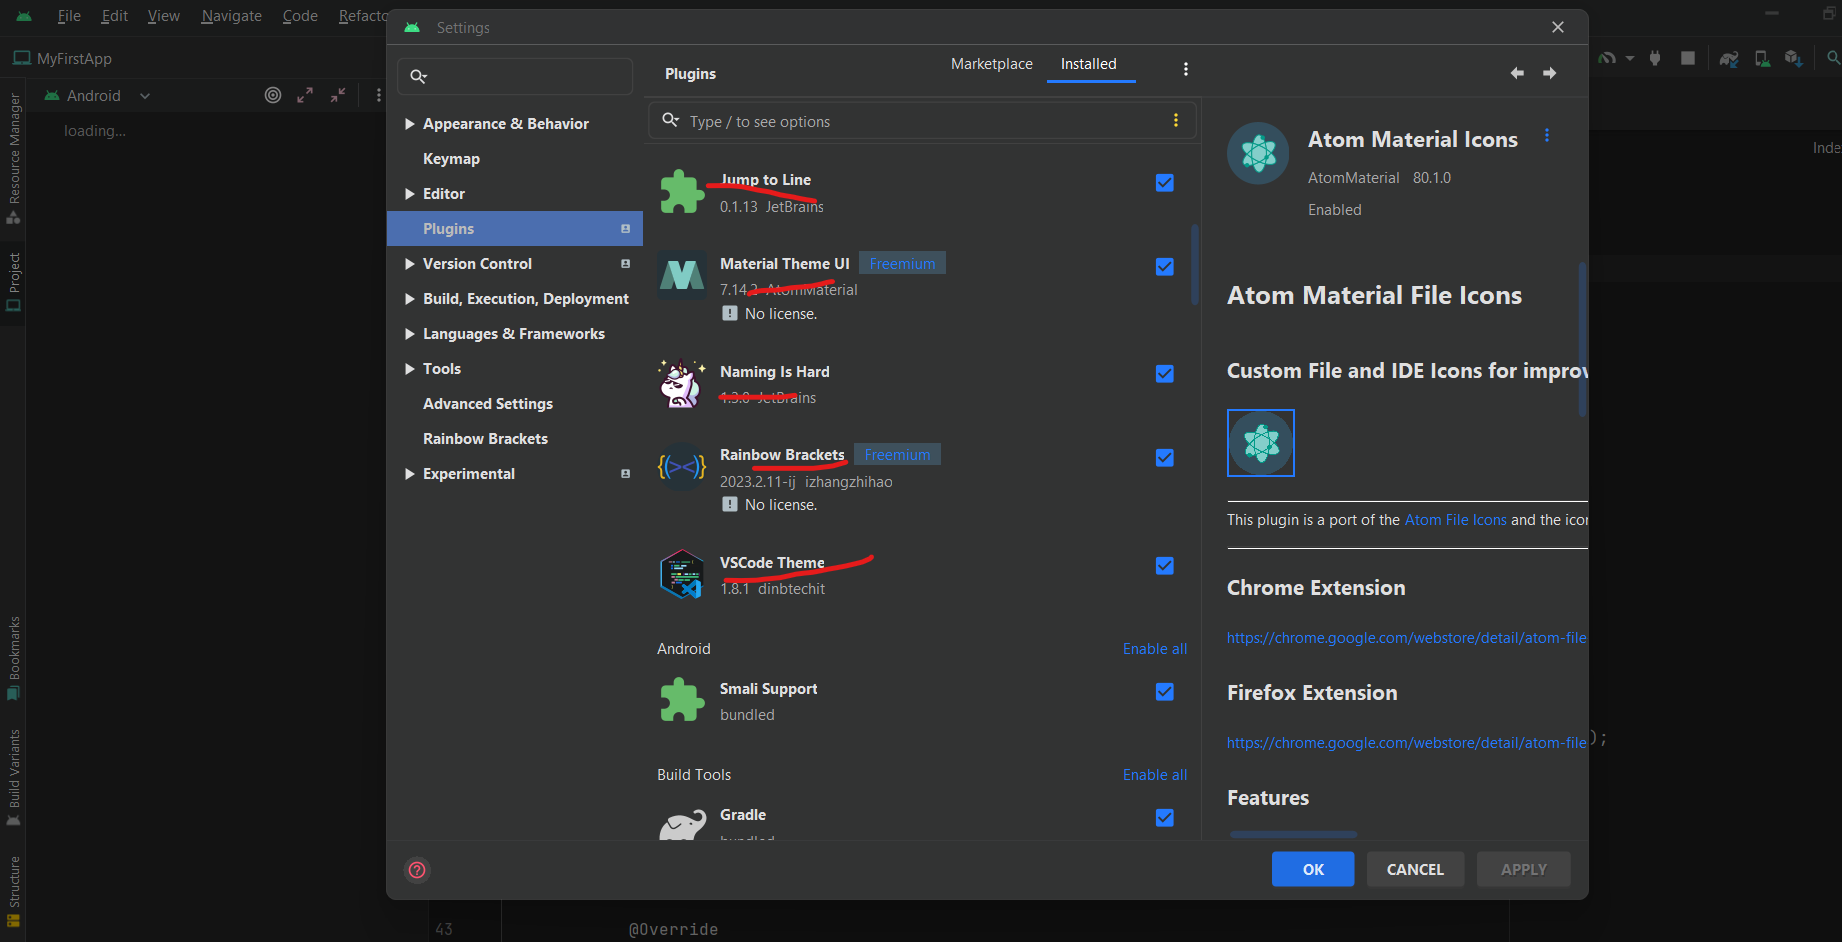 File Edit View Navigate Code Refacto
Settings
MyFirstApp
Android
loading...
Resource Manager
Project
Bookmarks
Build Variants
Structure
Appearance & Behavior
Keymap
Editor
Plugins
Version Control
Build, Execution, Deployment
Languages & Frameworks
Tools
Advanced Settings
Rainbow Brackets
Experimental
Plugins
Marketplace Installed
Type / to see options
Jump to Line
0.1.13 JetBrains
Material Theme UI Freemium
7.14.2 AtomMaterial
No license.
Naming Is Hard
1.3.0 JetBrains
Rainbow Brackets Freemium
2023.2.11-ij izhangzhihao
No license.
VSCode Theme
1.8.1 dinbtechit
Android Enable all
Smali Support
bundled
Build Tools Enable all
Gradle
bundled
Atom Material Icons
AtomMaterial 80.1.0
Enabled
Atom Material File Icons
Custom File and IDE Icons for improv
This plugin is a part of the Atom File Icons and the icon
Chrome Extension
https://chrome.google.com/webstore/detail/atom-file
Firefox Extension
https://chrome.google.com/webstore/detail/atom-file
Features
OK CANCEL APPLY
Inde
);
43 @Override